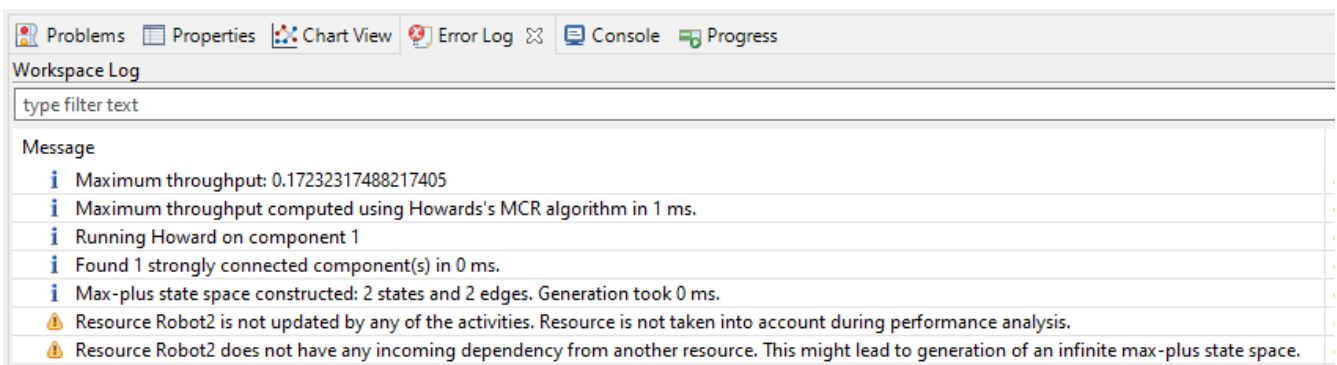 Problems Properties Chart View Error Log Console Progress
Workspace Log
type filter text
Message
i Maximum throughput: 0.17232317488217405
i Maximum throughput computed using Howards's MCR algorithm in 1 ms.
i Running Howard on component 1
i Found 1 strongly connected component(s) in 0 ms.
i Max-plus state space constructed: 2 states and 2 edges. Generation took 0 ms.
Resource Robot2 is not updated by any of the activities. Resource is not taken into account during performance analysis.
Resource Robot2 does not have any incoming dependency from another resource. This might lead to generation of an infinite max-plus state space.